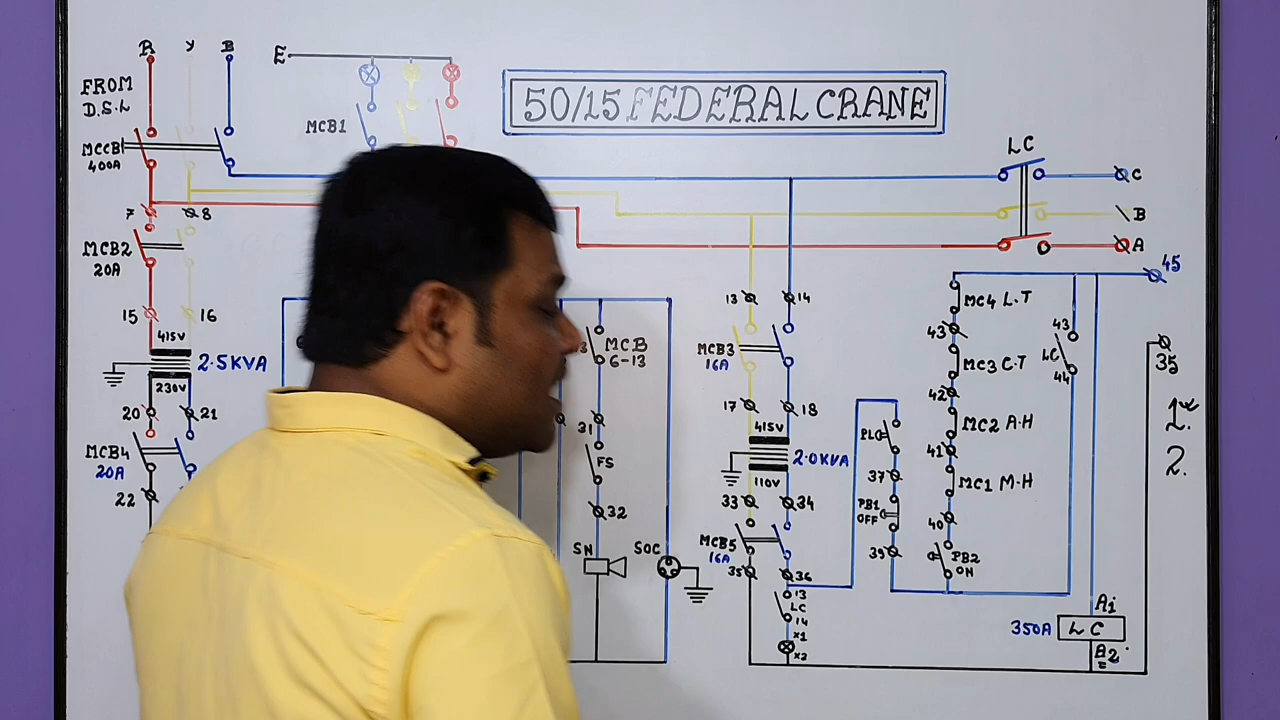 R Y B
E
FROM
D.S.L
50/15 FEDERAL CRANE
MCB1
MCCB
400A
LC
C
B
A
7 8
MCB2
20A
15 16
415V
2.5KVA
230V
20 21
MCB4
20A
22
MCB
6-13
31
FS
32
SN
SOC
13 14
MCB3
16A
17 18
415V
2.0KVA
110V
33 34
MCB5
16A
35 36
13
LC
14
X1
X2
PLC
37
PB1
OFF
39
MC4 L.T
43
MC3 C.T
42
MC2 A.H
41
MC1 M.H
40
PB2
ON
43
LC
44
45
35
2.
A1
350A LC
A2